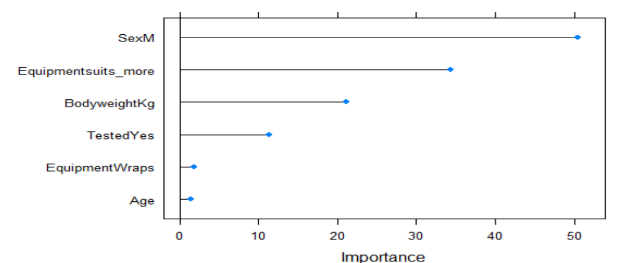 SexM
Equipmentsuits_more
BodyweightKg
TestedYes
EquipmentWraps
Age
0 10 20 30 40 50
Importance